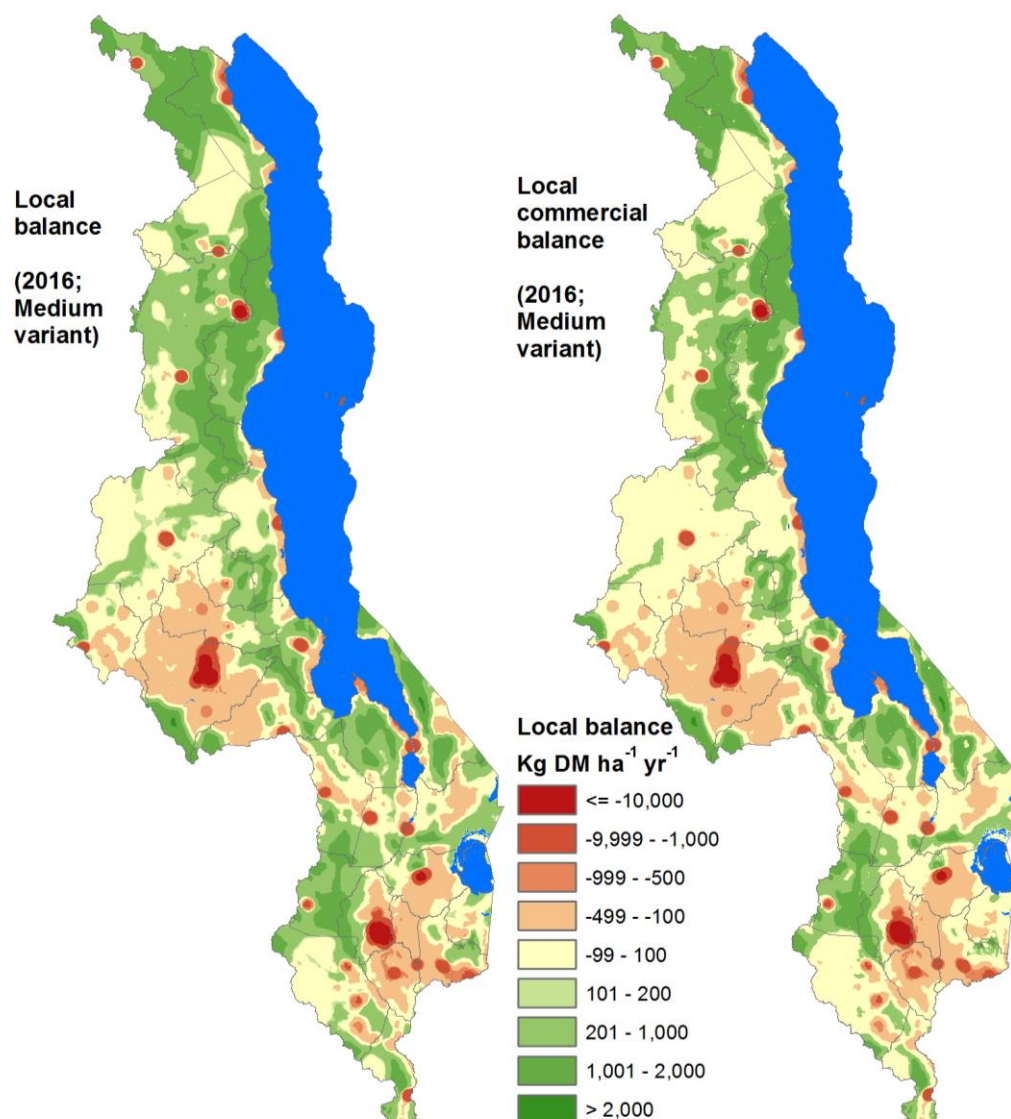 Local
balance
(2016;
Medium
variant)
Local
commercial
balance
(2016;
Medium
variant)
Local balance
Kg DM ha⁻¹ yr⁻¹
<= -10,000
-9,999 - -1,000
-999 - -500
-499 - -100
-99 - 100
101 - 200
201 - 1,000
1,001 - 2,000
> 2,000